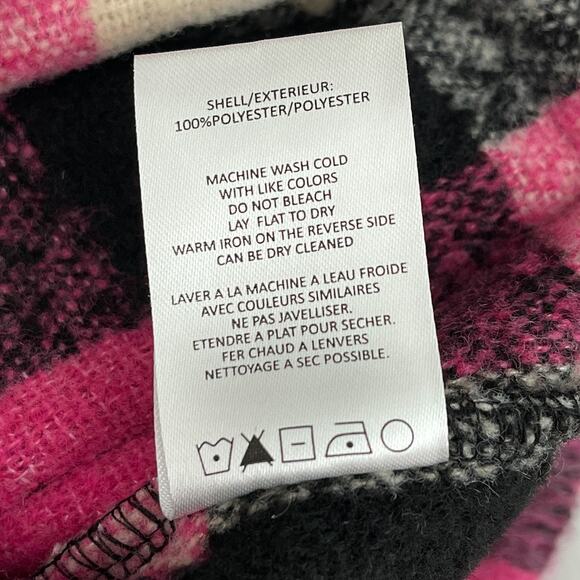 SHELL/EXTERIEUR:
100%POLYESTER/POLYESTER
MACHINE WASH COLD
WITH LIKE COLORS
DO NOT BLEACH
LAY FLAT TO DRY
WARM IRON ON THE REVERSE SIDE
CAN BE DRY CLEANED
LAVER A LA MACHINE A LEAU FROIDE
AVEC COULEURS SIMILAIRES
NE PAS JAVELLISER.
ETENDRE A PLAT POUR SECHER.
FER CHAUD A LENVERS
NETTOYAGE A SEC POSSIBLE.